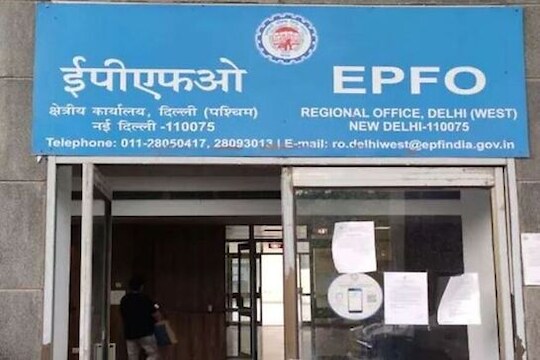 ईपीएफओ
क्षेत्रीय कार्यालय, दिल्ली (पश्चिम)
नई दिल्ली -110075
EPFO
REGIONAL OFFICE, DELHI (WEST)
NEW DELHI-110075
Telephone: 011-28050417, 28093013 | E-mail: ro.delhiwest@epfindia.gov.in